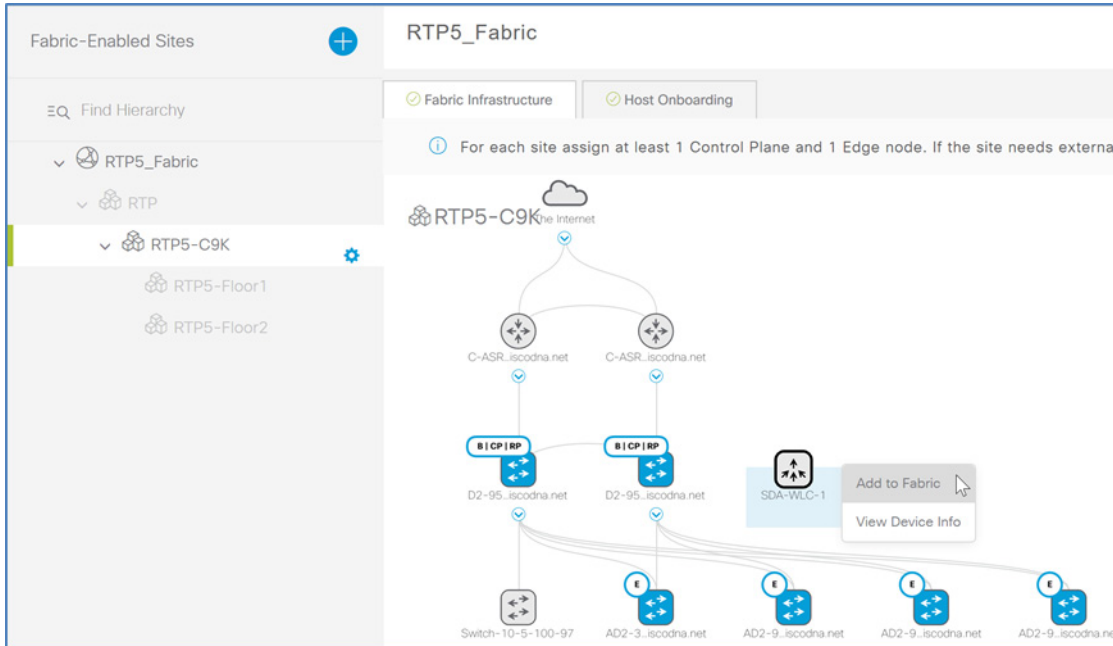 Fabric-Enabled Sites
RTP5_Fabric
Find Hierarchy
RTP5_Fabric
RTP
RTP5-C9K
RTP5-Floor1
RTP5-Floor2
Fabric Infrastructure
Host Onboarding
For each site assign at least 1 Control Plane and 1 Edge node. If the site needs externa
RTP5-C9K
The Internet
C-ASR...iscodna.net
C-ASR...iscodna.net
B | CP | RP
B | CP | RP
D2-95...iscodna.net
D2-95...iscodna.net
SDA-WLC-1
Add to Fabric
View Device Info
E
E
E
E
Switch-10-5-100-97
AD2-3...iscodna.net
AD2-9...iscodna.net
AD2-9...iscodna.net
AD2-9...iscodna.ne